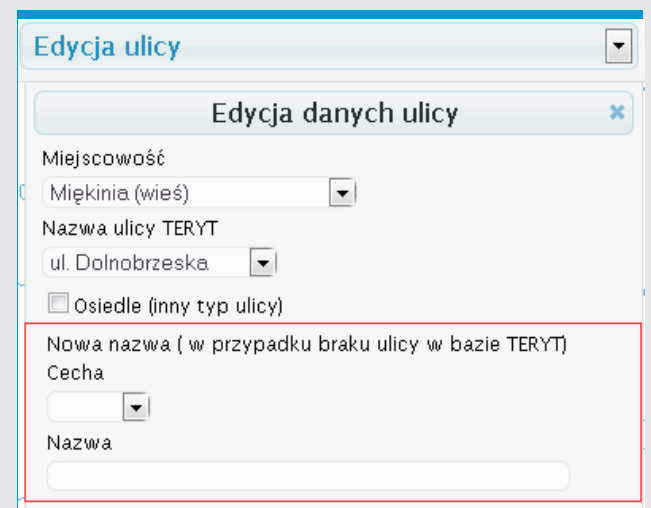 Edycja ulicy
Edycja danych ulicy
Miejscowość
Miękinia (wieś)
Nazwa ulicy TERYT
ul. Dolnobrzeska
Osiedle (inny typ ulicy)
Nowa nazwa ( w przypadku braku ulicy w bazie TERYT)
Cecha
Nazwa